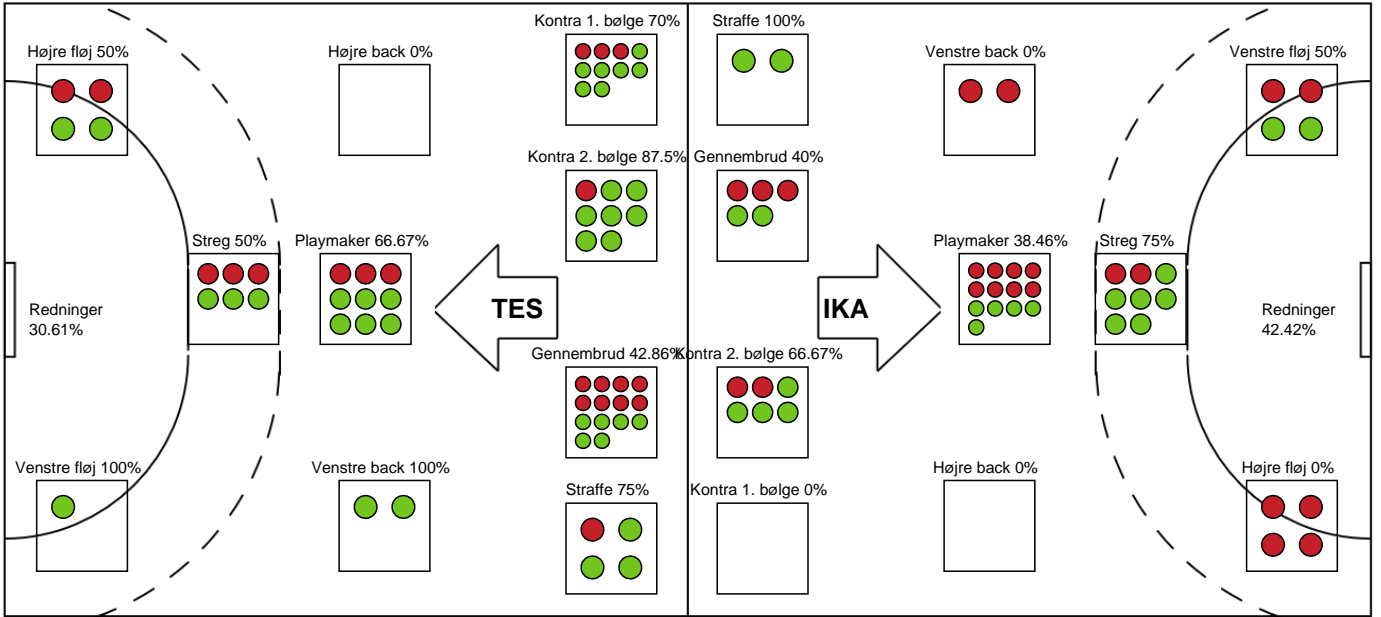 Kontra 1. bølge 70%
Straffe 100%
Højre fløj 50%
Højre back 0%
Venstre back 0%
Venstre fløj 50%
Kontra 2. bølge 87.5%
Gennembrud 40%
Streg 50%
Playmaker 66.67%
Playmaker 38.46%
Streg 75%
Redninger
30.61%
TES
IKA
Redninger
42.42%
Gennembrud 42.86%
Kontra 2. bølge 66.67%
Venstre fløj 100%
Venstre back 100%
Straffe 75%
Kontra 1. bølge 0%
Højre back 0%
Højre fløj 0%